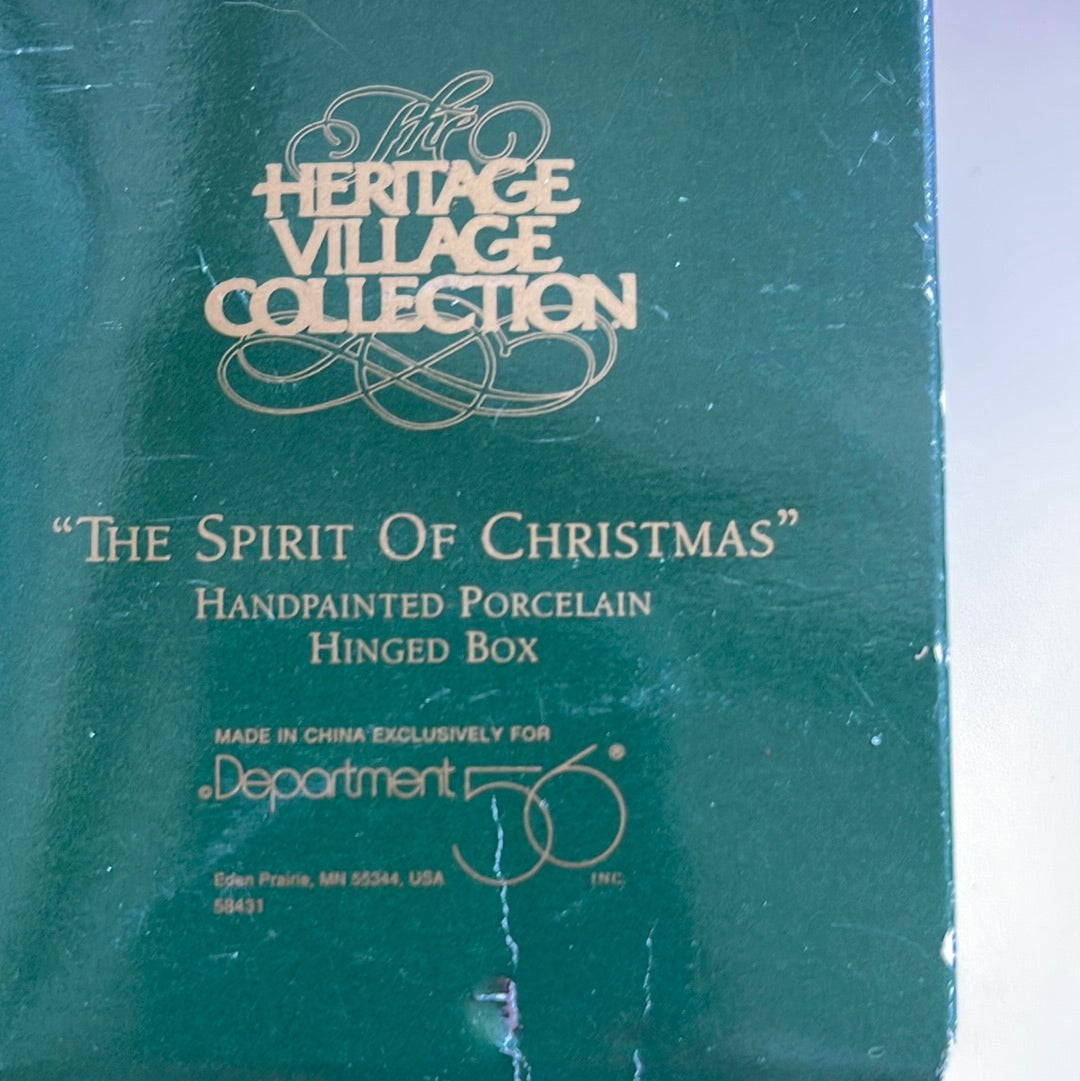 The
HERITAGE
VILLAGE
COLLECTION
“THE SPIRIT OF CHRISTMAS”
HANDPAINTED PORCELAIN
HINGED BOX
MADE IN CHINA EXCLUSIVELY FOR
Department 56®
INC.
Eden Prairie, MN 55344, USA
58431